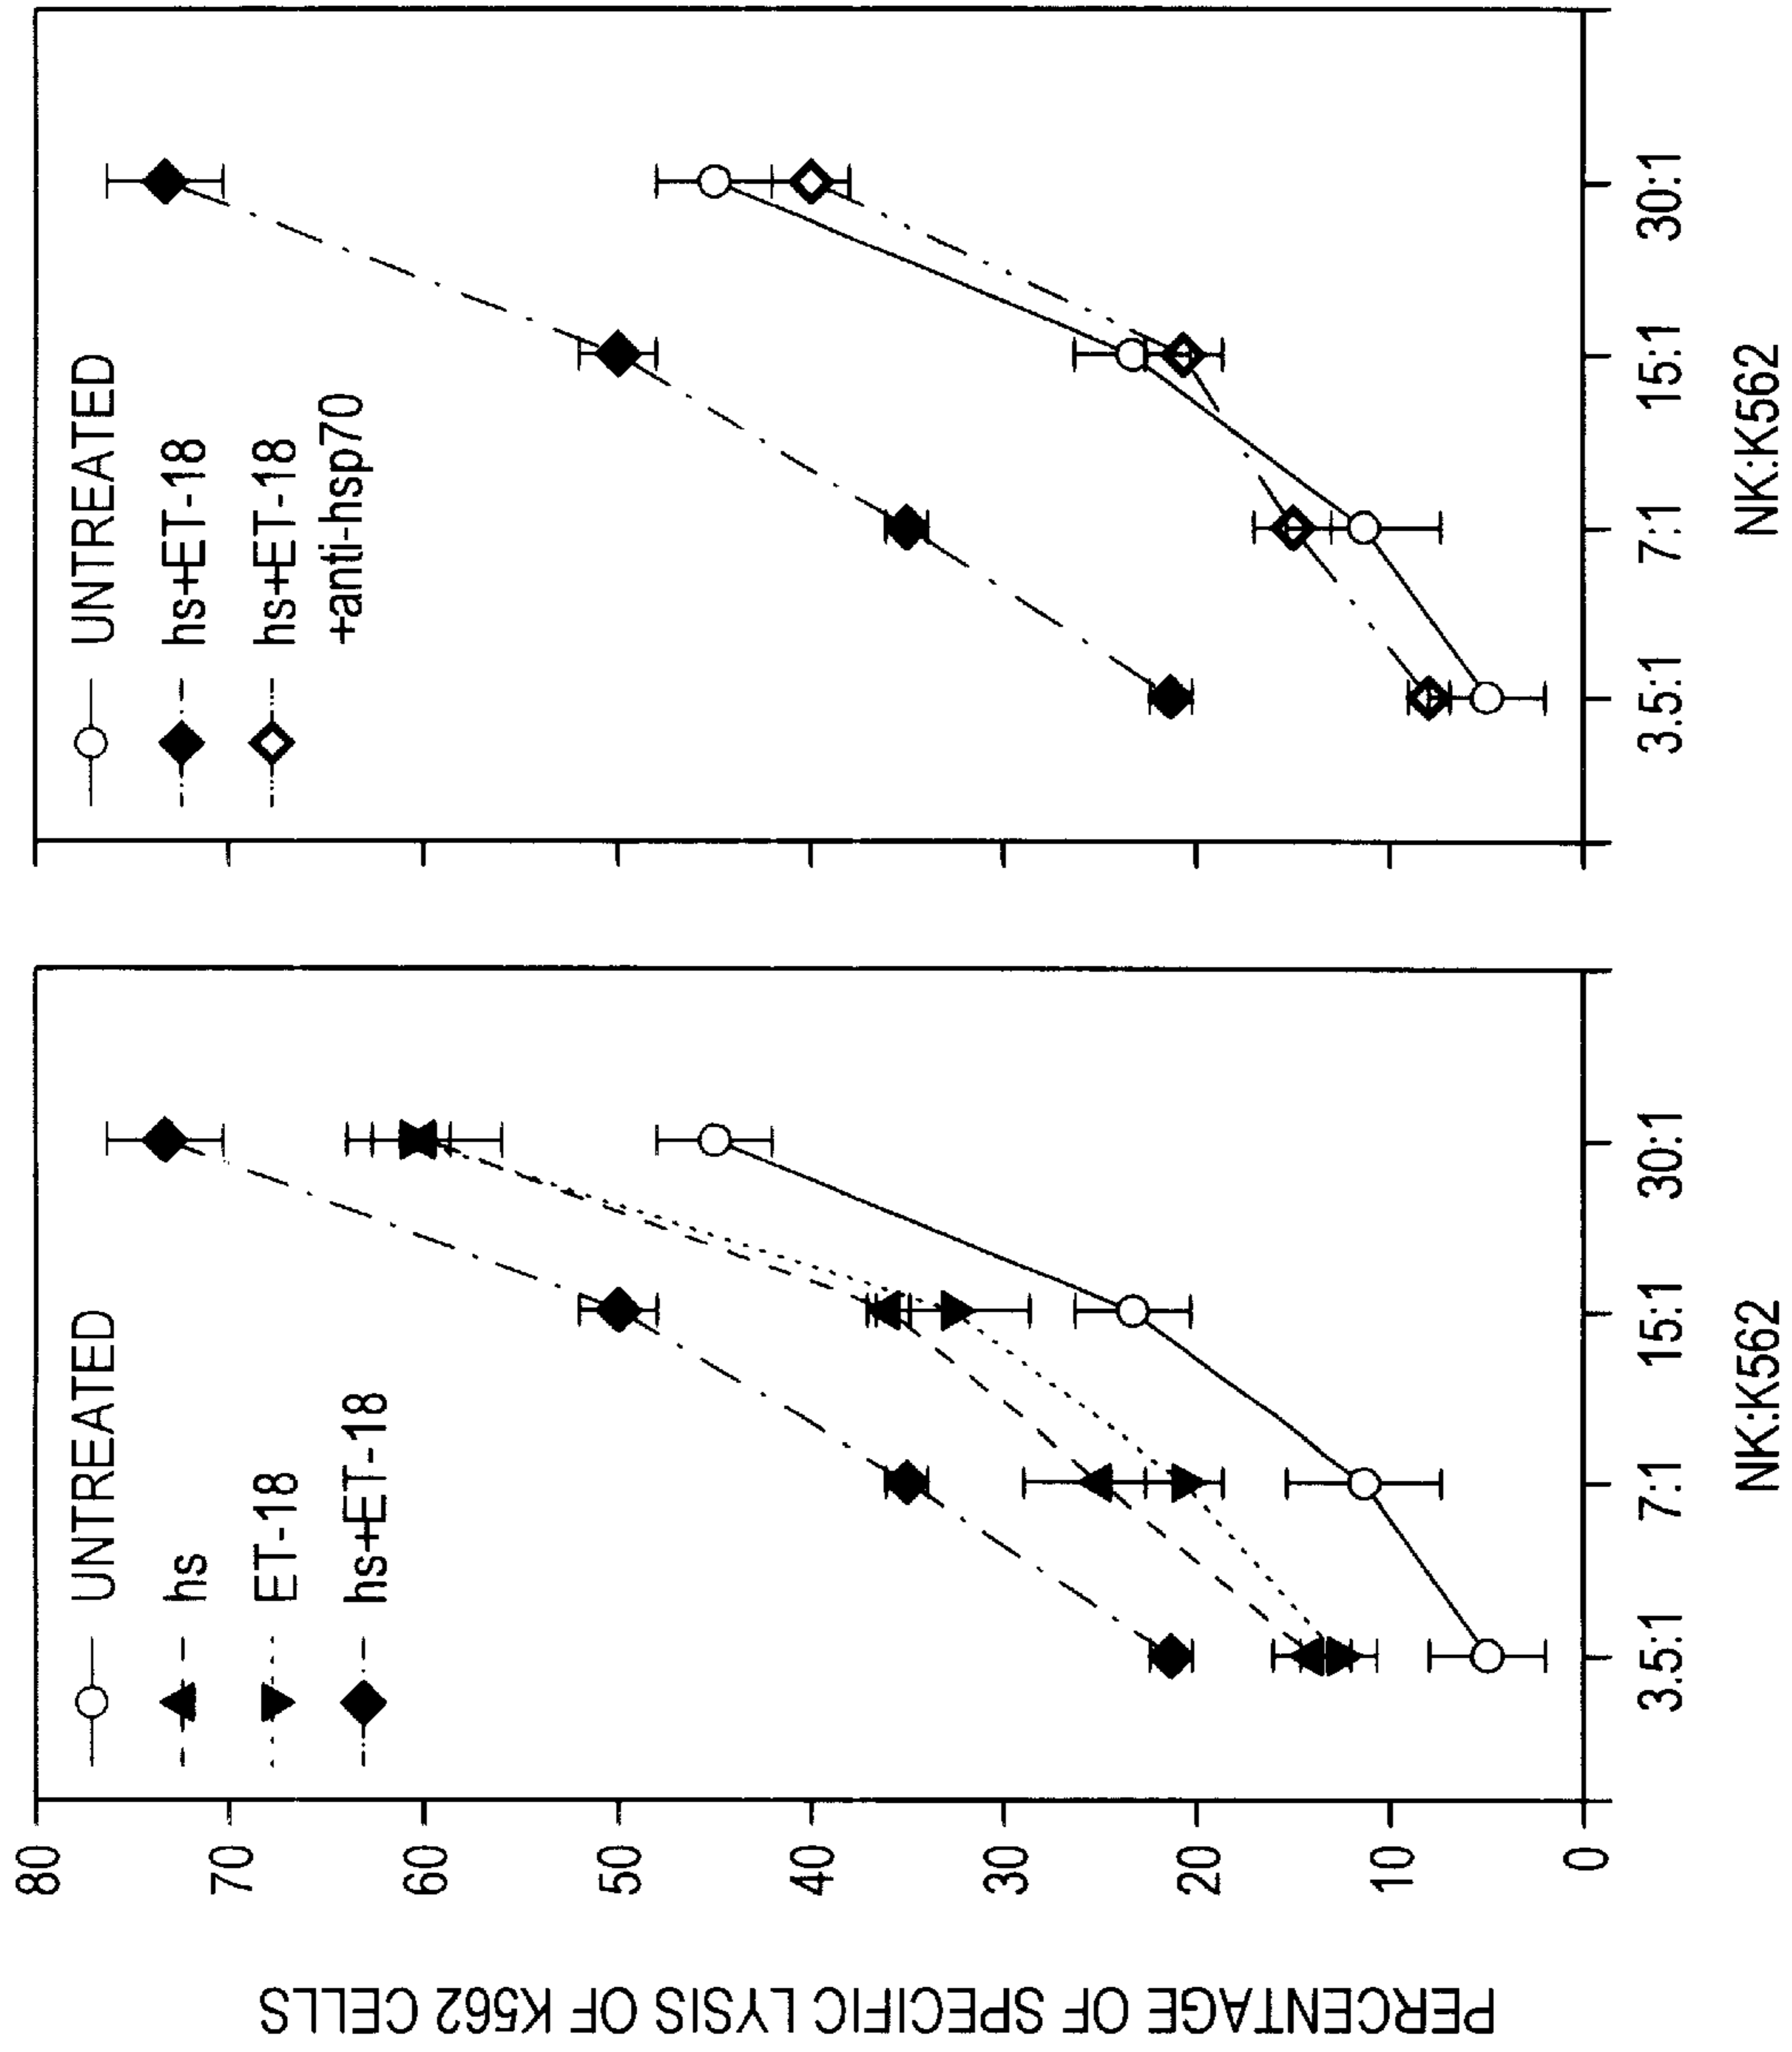 PERCENTAGE OF SPECIFIC LYSIS OF K562 CELLS
80
70
60
50
40
30
20
10
0
UNTREATED
hs
ET-18
hs+ET-18
3.5:1
7:1
15:1
30:1
NK:K562
UNTREATED
hs+ET-18
hs+ET-18
+anti-hsp70
3.5:1
7:1
15:1
30:1
NK:K562